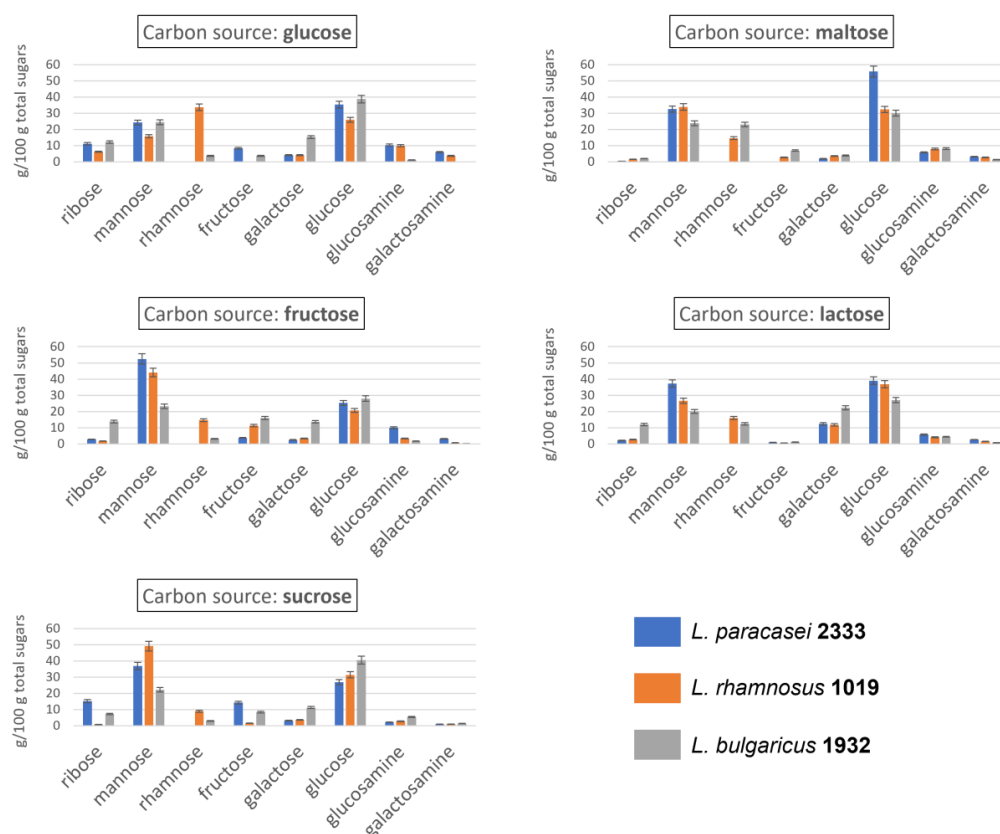 Carbon source: glucose
g/100 g total sugars
60
50
40
30
20
10
0
ribose
mannose
rhamnose
fructose
galactose
glucose
glucosamine
galactosamine
Carbon source: maltose
g/100 g total sugars
60
50
40
30
20
10
0
ribose
mannose
rhamnose
fructose
galactose
glucose
glucosamine
galactosamine
Carbon source: fructose
g/100 g total sugars
60
50
40
30
20
10
0
ribose
mannose
rhamnose
fructose
galactose
glucose
glucosamine
galactosamine
Carbon source: lactose
g/100 g total sugars
60
50
40
30
20
10
0
ribose
mannose
rhamnose
fructose
galactose
glucose
glucosamine
galactosamine
Carbon source: sucrose
g/100 g total sugars
60
50
40
30
20
10
0
ribose
mannose
rhamnose
fructose
galactose
glucose
glucosamine
galactosamine
L. paracasei 2333
L. rhamnosus 1019
L. bulgaricus 1932